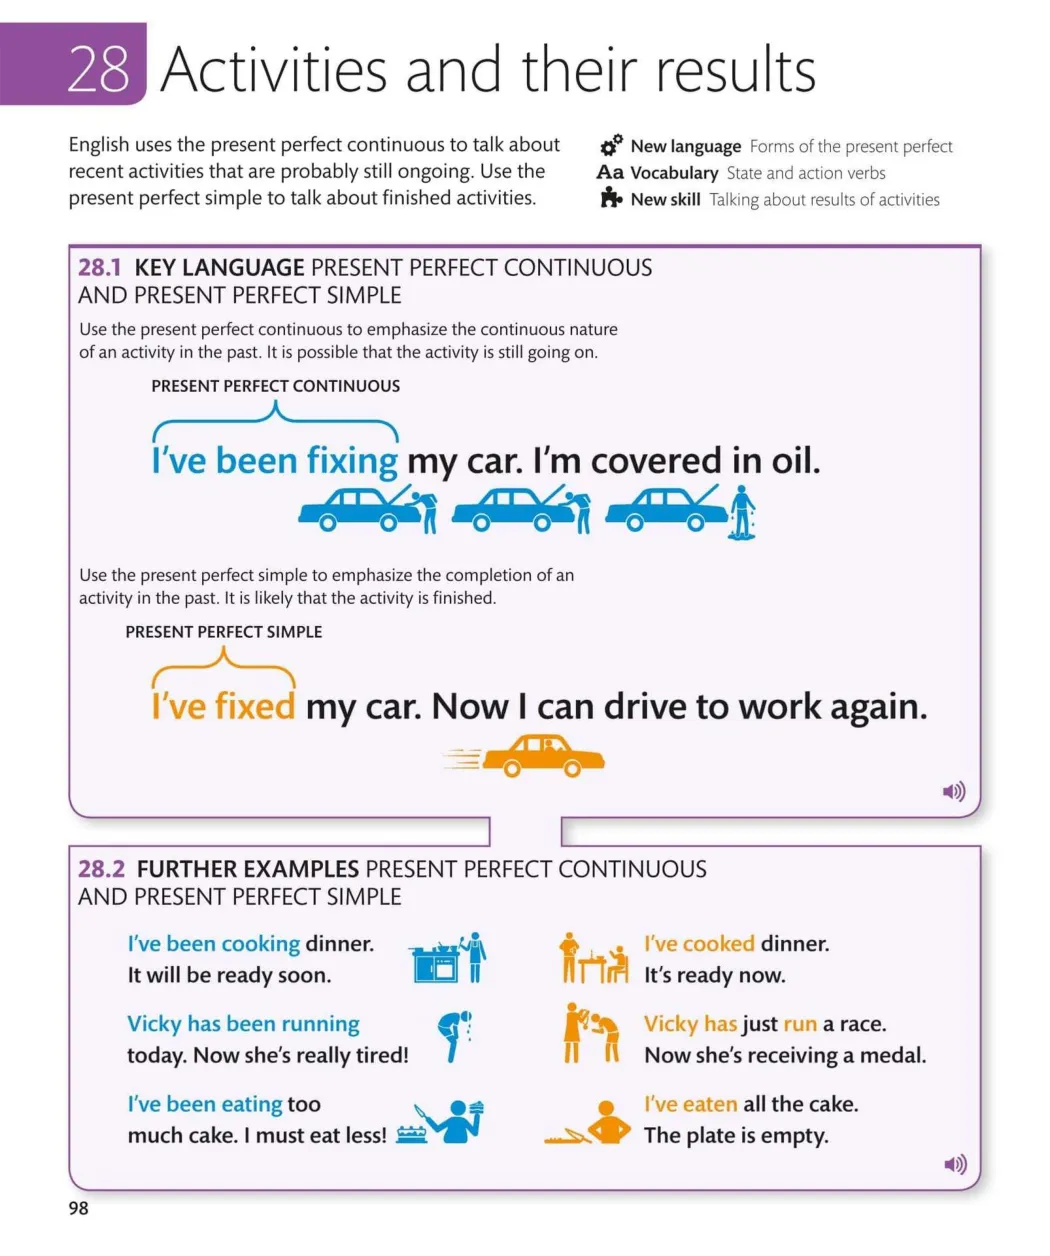 28 Activities and their results
English uses the present perfect continuous to talk about
recent activities that are probably still ongoing. Use the
present perfect simple to talk about finished activities.
New language Forms of the present perfect
Aa Vocabulary State and action verbs
New skill Talking about results of activities
28.1 KEY LANGUAGE PRESENT PERFECT CONTINUOUS
AND PRESENT PERFECT SIMPLE
Use the present perfect continuous to emphasize the continuous nature
of an activity in the past. It is possible that the activity is still going on.
PRESENT PERFECT CONTINUOUS
I've been fixing my car. I'm covered in oil.
Use the present perfect simple to emphasize the completion of an
activity in the past. It is likely that the activity is finished.
PRESENT PERFECT SIMPLE
I've fixed my car. Now I can drive to work again.
28.2 FURTHER EXAMPLES PRESENT PERFECT CONTINUOUS
AND PRESENT PERFECT SIMPLE
I've been cooking dinner.
It will be ready soon.
I've cooked dinner.
It's ready now.
Vicky has been running
today. Now she's really tired!
Vicky has just run a race.
Now she's receiving a medal.
I've been eating too
much cake. I must eat less!
I've eaten all the cake.
The plate is empty.
98